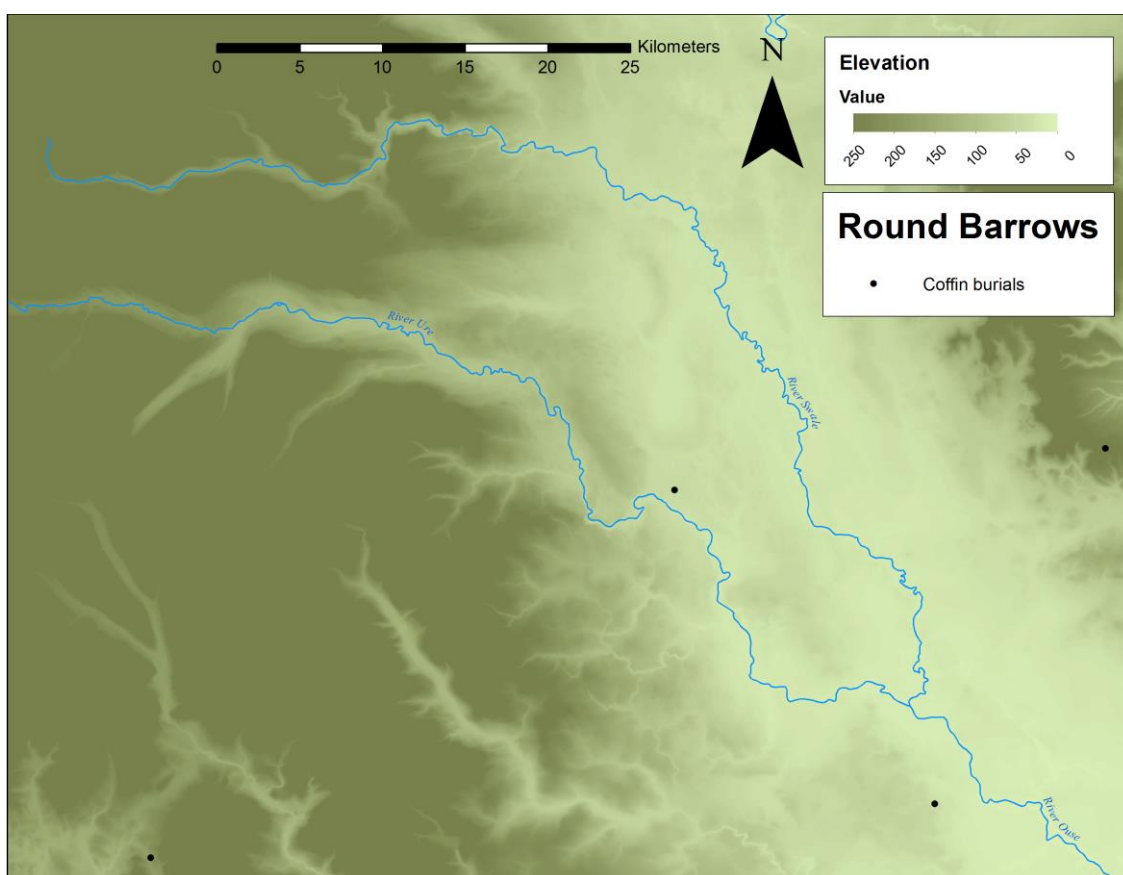 Kilometers
0 5 10 15 20 25
N
Elevation
Value
250 200 150 100 50 0
Round Barrows
Coffin burials
River Ure
River Swale
River Ouse